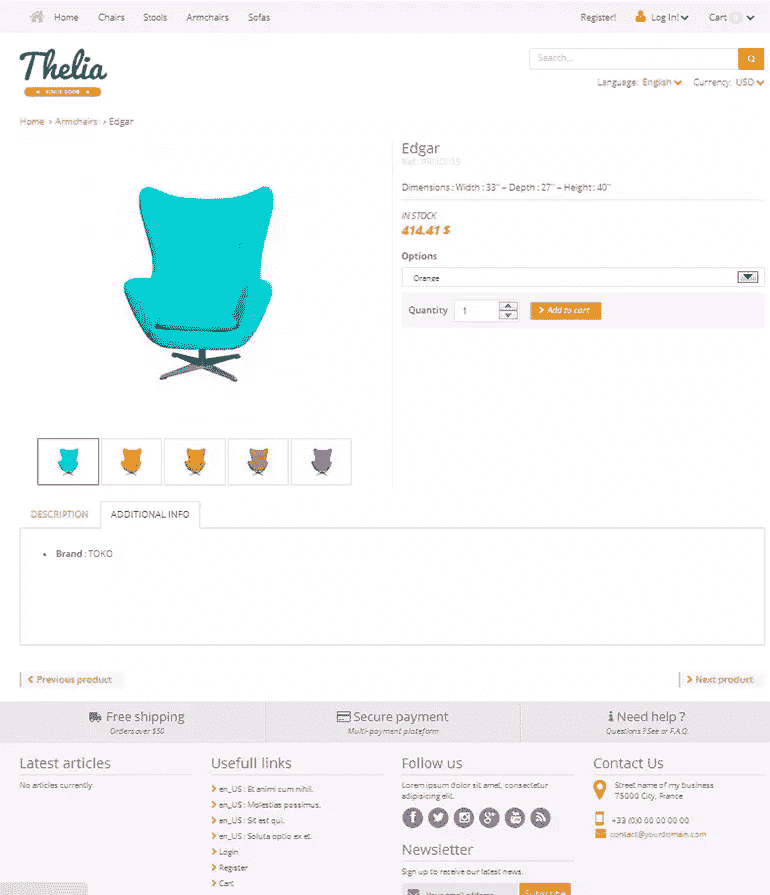 Home Chairs Stools Armchairs Sofas Register! Log In! Cart 0
Thelia
SINCE 2005
Search...
Language: English Currency: USD
Home > Armchairs > Edgar
Edgar
Dimensions : Width : 33" – Depth : 27" – Height : 40"
IN STOCK
414.41 $
Options
Orange
Quantity 1 Add to cart
DESCRIPTION ADDITIONAL INFO
Brand : TOKO
Previous product Next product
Free shipping
Orders over $50
Secure payment
Multi-payment plateform
Need help ?
Questions ? See or F.A.Q.
Latest articles
No articles currently
Usefull links
en_US : Et animi cum nihil.
en_US : Molestias possimus.
en_US : Sit est qui.
en_US : Soluta optio ex et.
Login
Register
Cart
Follow us
Lorem ipsum dolor sit amet, consectetur
adipisicing elit.
Newsletter
Sign up to receive our latest news.
Your email address Subscribe
Contact Us
Street name of my business
75000 City, France
+33 (0)0 00 00 00 00
contact@yourdomain.com